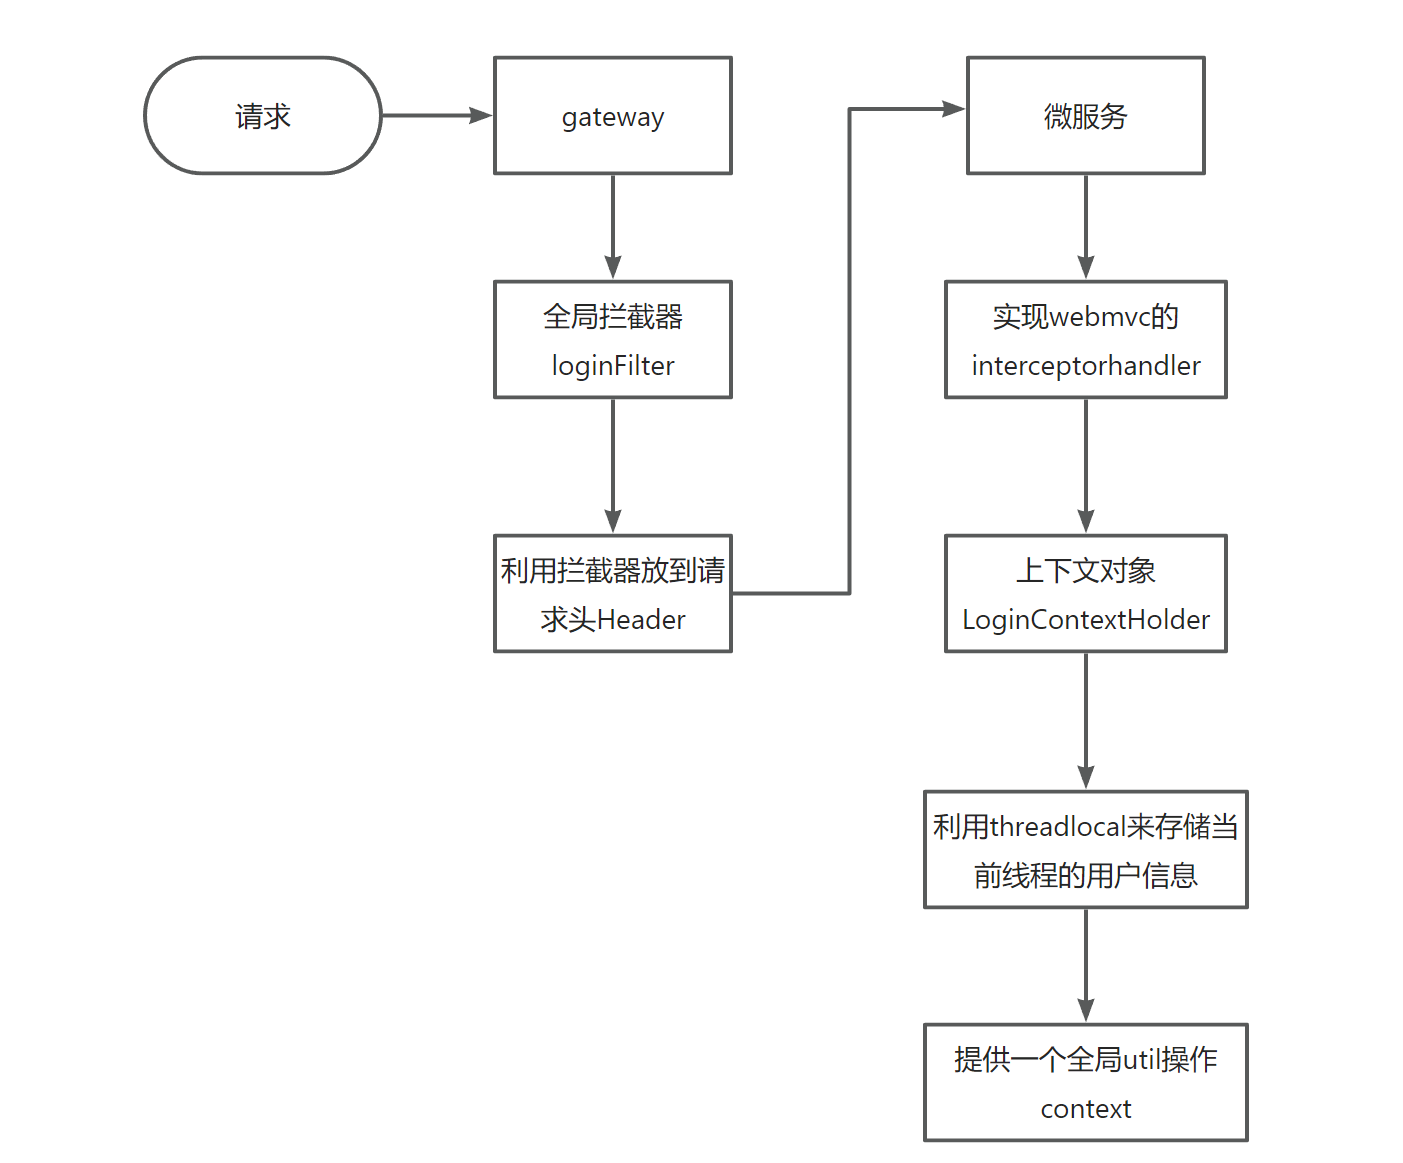 请求
gateway
全局拦截器
loginFilter
利用拦截器放到请
求头Header
微服务
实现webmvc的
interceptorhandler
上下文对象
LoginContextHolder
利用threadlocal来存储当
前线程的用户信息
提供一个全局util操作
context